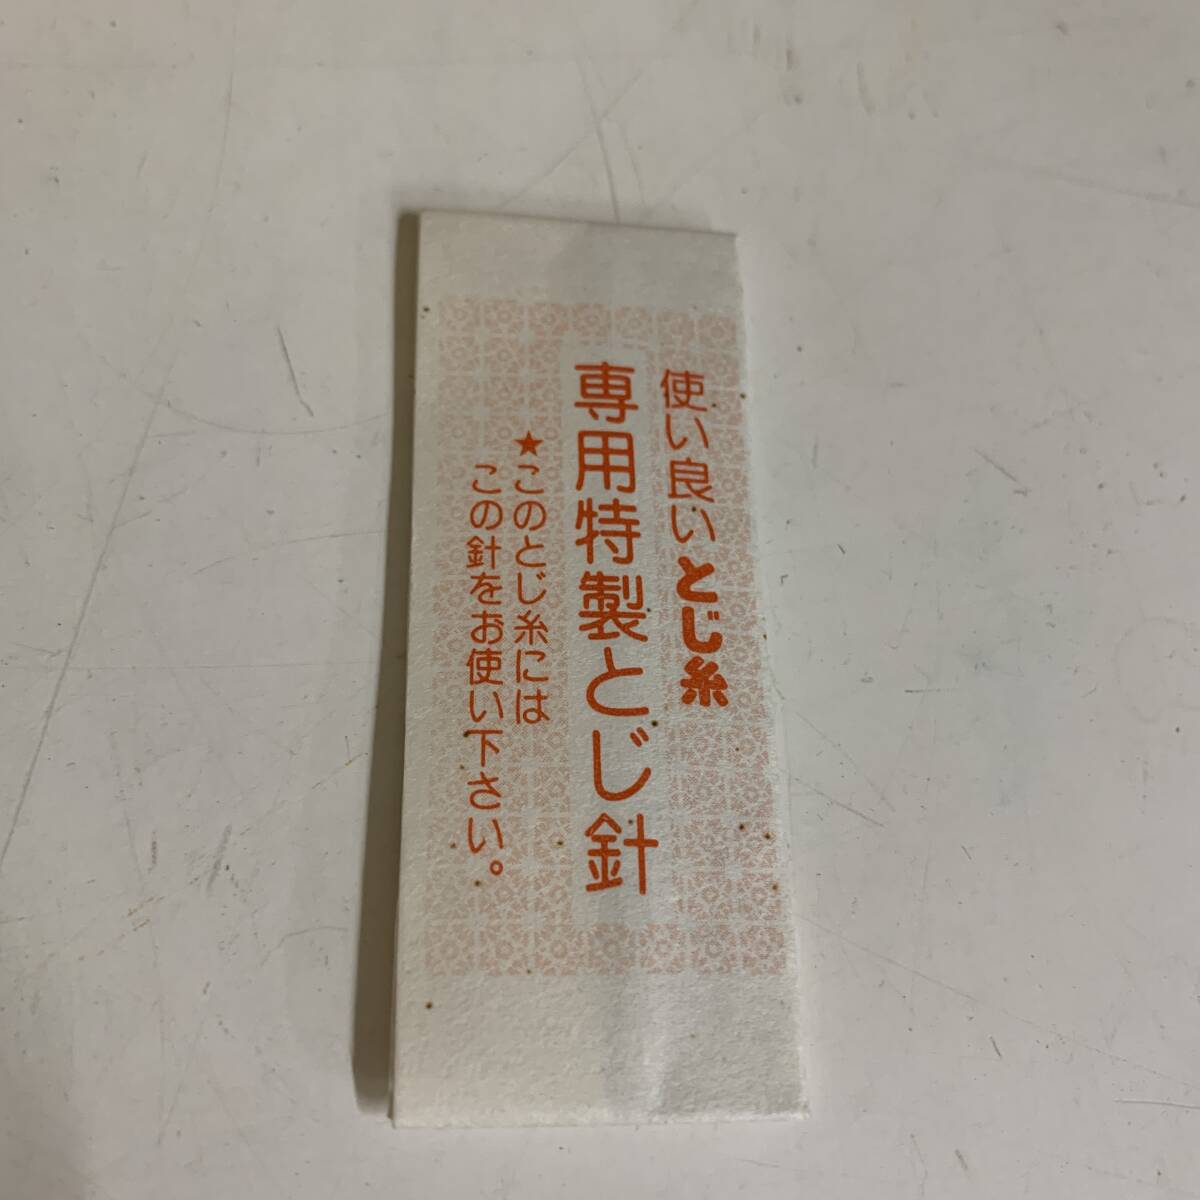 使い良いとじ糸
専用特製とじ針
★このとじ糸には
この針をお使い下さい。